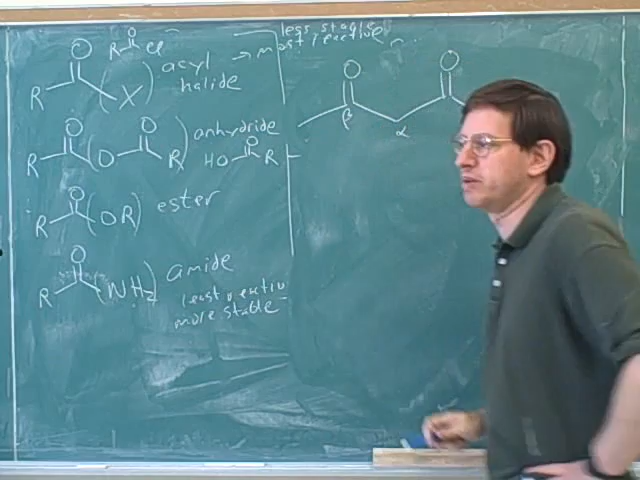 less stable
most reactive
O
R Cl
O
R X acyl
halide
O O
R O R anhydride
O
HO R
O
R OR ester
O
R NH2 amide
least reactive
more stable
O O
β α